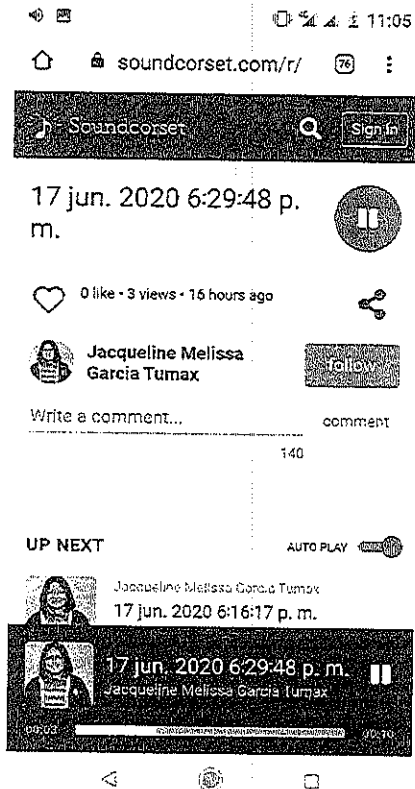 11:05
soundcorset.com/r/
76
Soundcorset
Sign In
17 jun. 2020 6:29:48 p.
m.
0 like • 3 views • 15 hours ago
Jacqueline Melissa
Garcia Tumax
follow
Write a comment...
comment
140
UP NEXT
AUTO PLAY
Jacqueline Melissa Garcia Tumax
17 jun. 2020 6:16:17 p. m.
17 jun. 2020 6:29:48 p. m.
Jacqueline Melissa Garcia Tumax
00:03
00:10